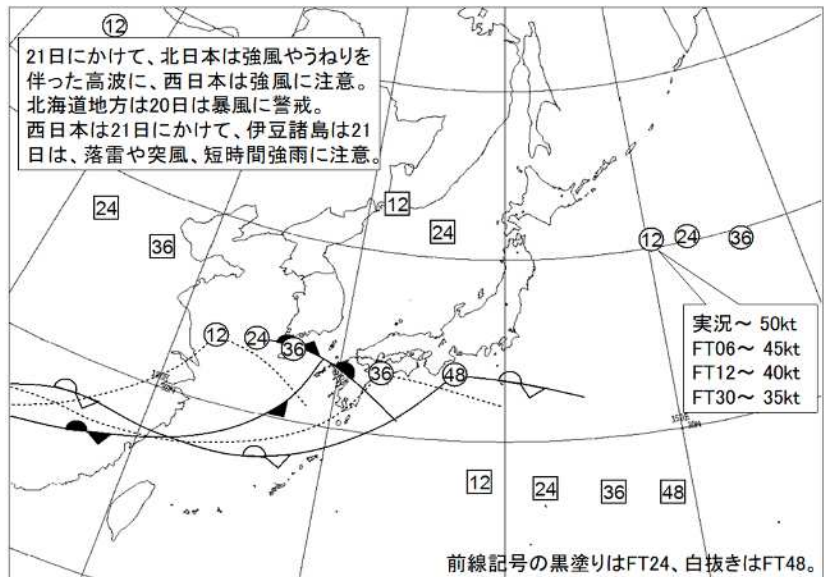 12
21日にかけて、北日本は強風やうねりを
伴った高波に、西日本は強風に注意。
北海道地方は20日は暴風に警戒。
西日本は21日にかけて、伊豆諸島は21
日は、落雷や突風、短時間強雨に注意。
24
12
36
24
12
24
36
実況～ 50kt
FT06～ 45kt
FT12～ 40kt
FT30～ 35kt
12
24
36
36
48
12
24
36
48
前線記号の黒塗りはFT24、白抜きはFT48。